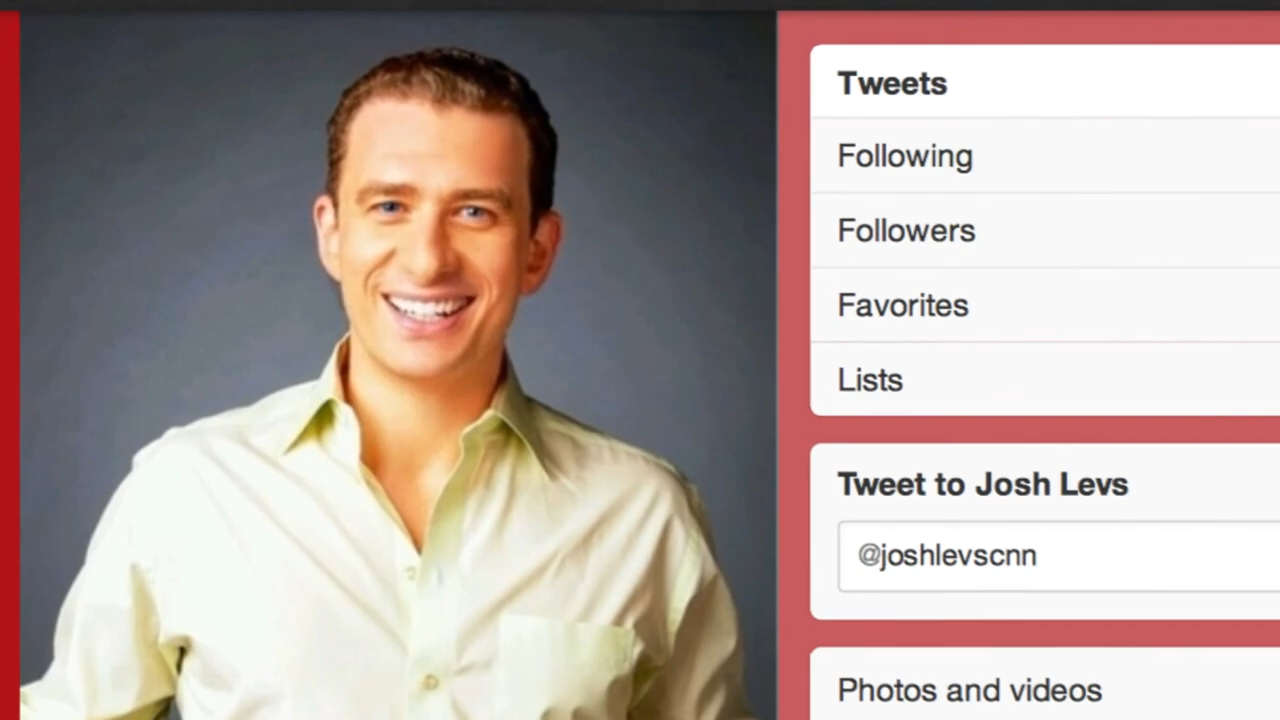 Tweets
Following
Followers
Favorites
Lists
Tweet to Josh Levs
@joshlevscnn
Photos and videos